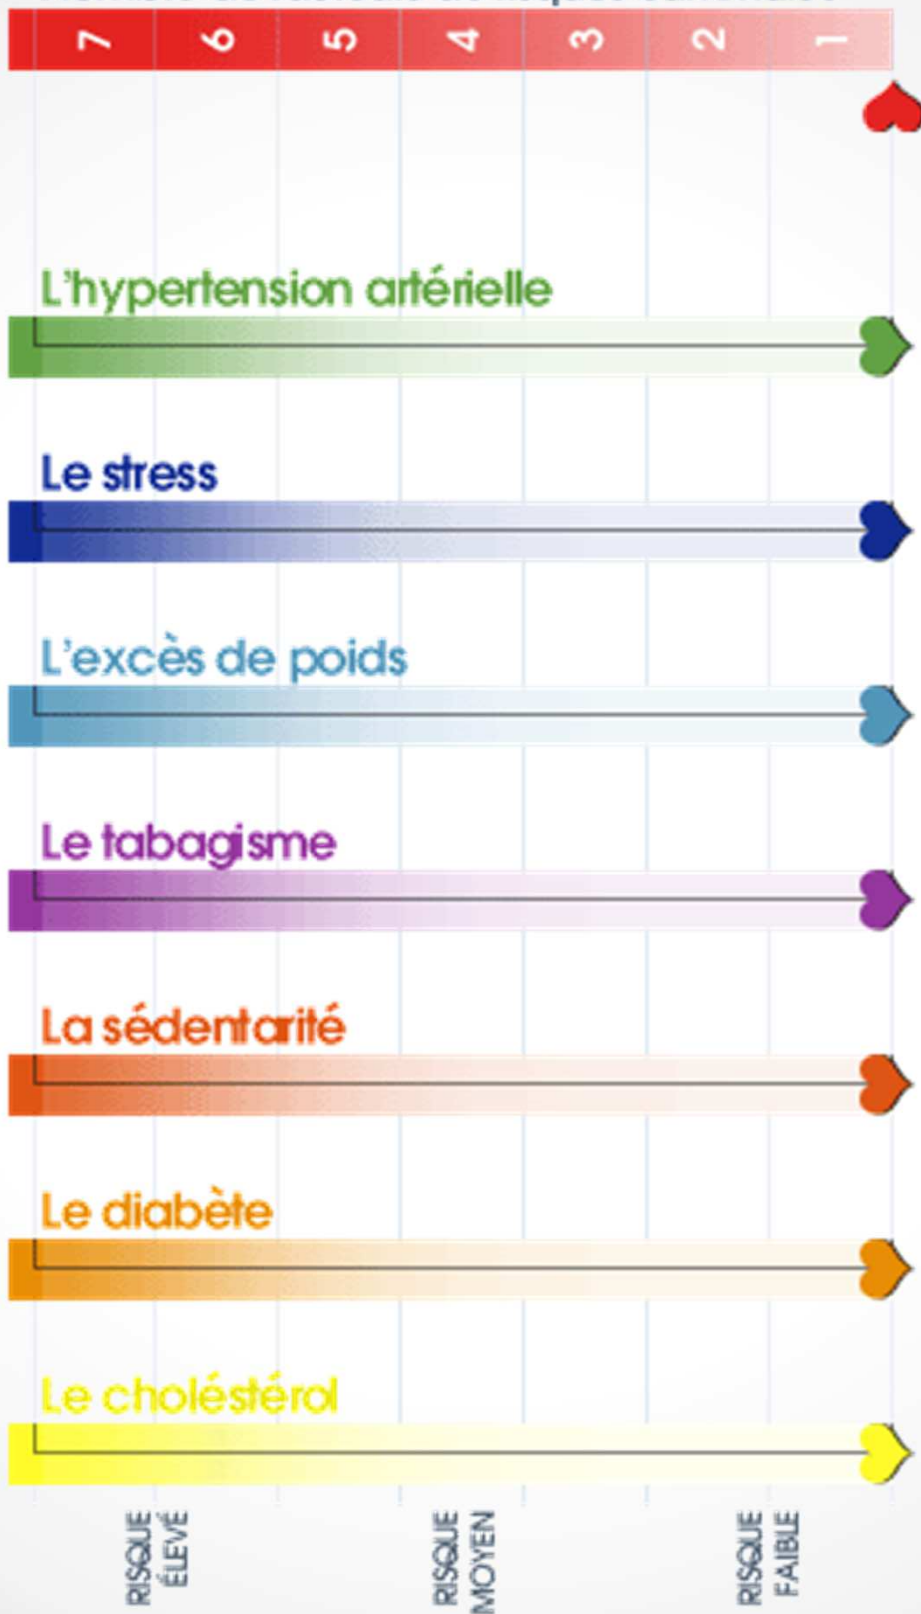 7 6 5 4 3 2 1
L'hypertension artérielle
Le stress
L'excès de poids
Le tabagisme
La sédentarité
Le diabète
Le choléstérol
RISQUE
ÉLEVÉ
RISQUE
MOYEN
RISQUE
FAIBLE